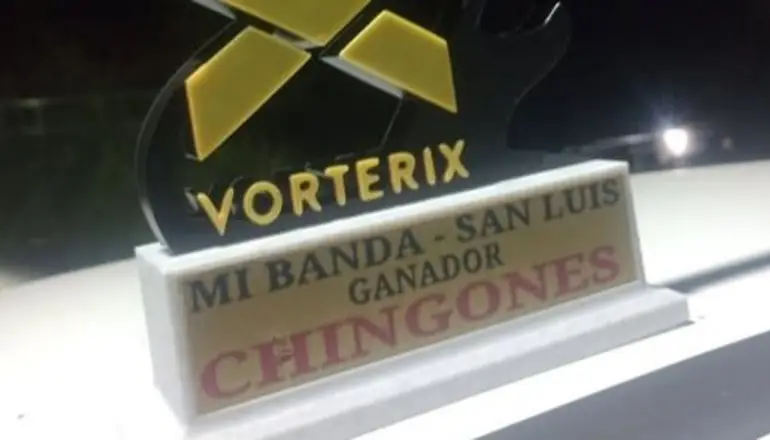 VORTERIX
MI BANDA - SAN LUIS
GANADOR
CHINGONES